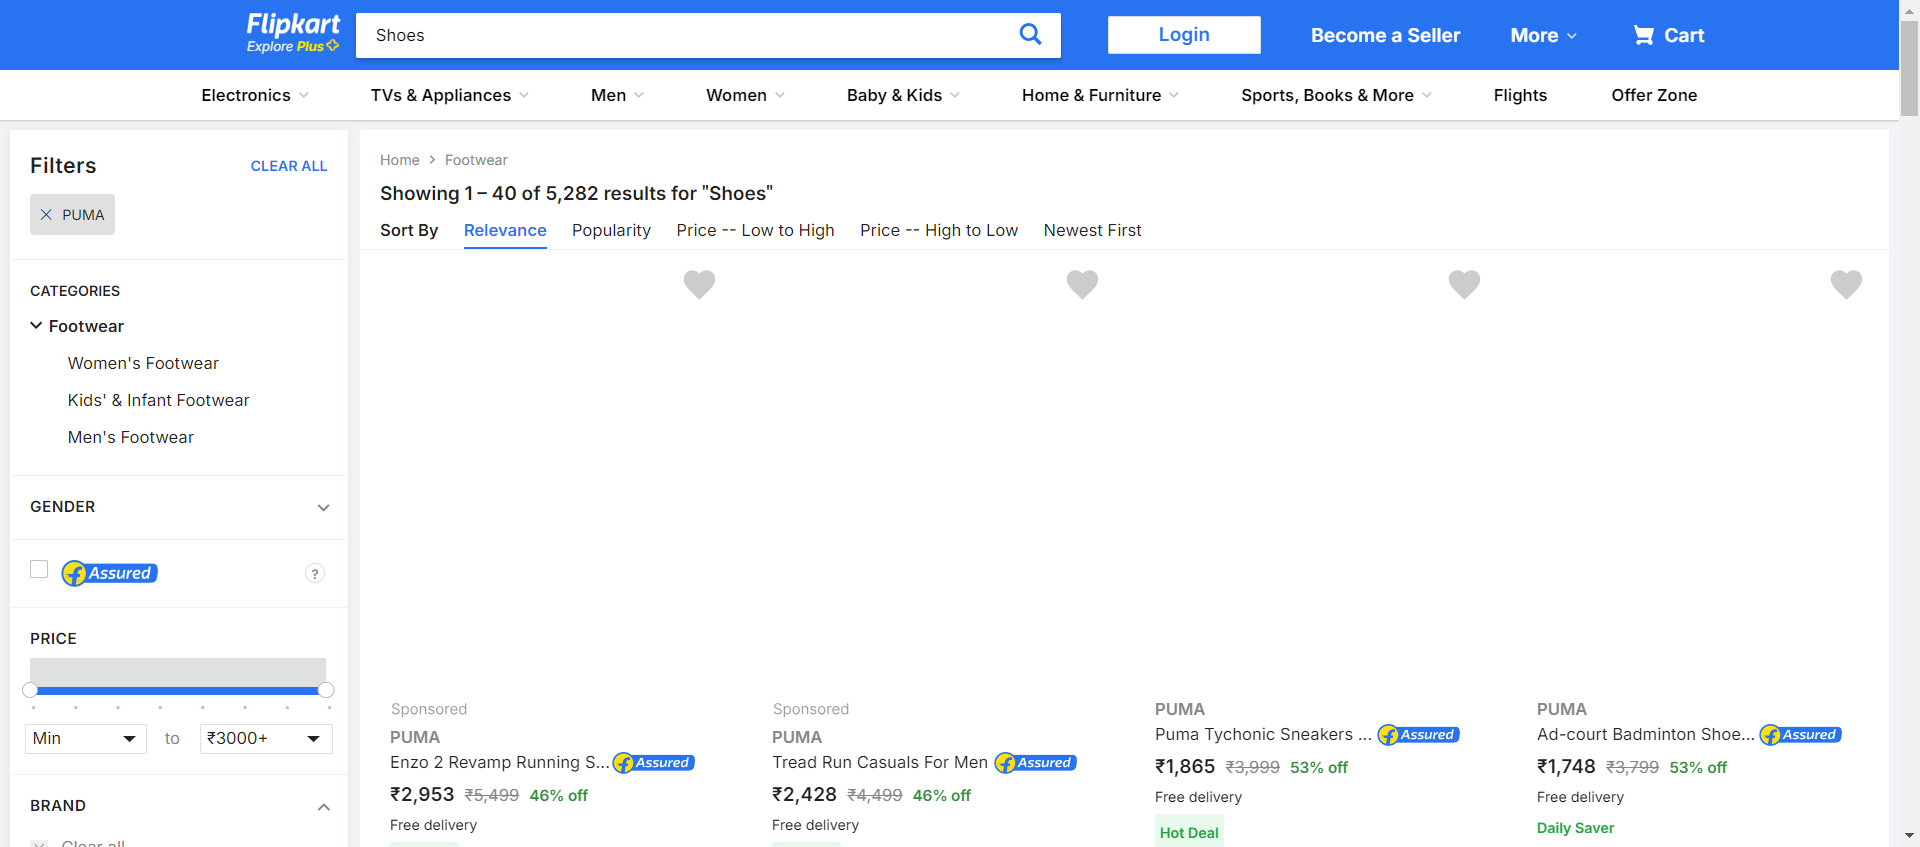 Flipkart
Explore Plus
Shoes
Login
Become a Seller
More
Cart
Electronics
TVs & Appliances
Men
Women
Baby & Kids
Home & Furniture
Sports, Books & More
Flights
Offer Zone
Filters
CLEAR ALL
PUMA
CATEGORIES
Footwear
Women's Footwear
Kids' & Infant Footwear
Men's Footwear
GENDER
Assured
?
PRICE
Min
to
₹3000+
BRAND
Clear all
Home
Footwear
Showing 1 – 40 of 5,282 results for "Shoes"
Sort By
Relevance
Popularity
Price -- Low to High
Price -- High to Low
Newest First
Sponsored
PUMA
Enzo 2 Revamp Running S...
Assured
₹2,953 ₹5,499 46% off
Free delivery
Sponsored
PUMA
Tread Run Casuals For Men
Assured
₹2,428 ₹4,499 46% off
Free delivery
PUMA
Puma Tychonic Sneakers ...
Assured
₹1,865 ₹3,999 53% off
Free delivery
Hot Deal
PUMA
Ad-court Badminton Shoe...
Assured
₹1,748 ₹3,799 53% off
Free delivery
Daily Saver